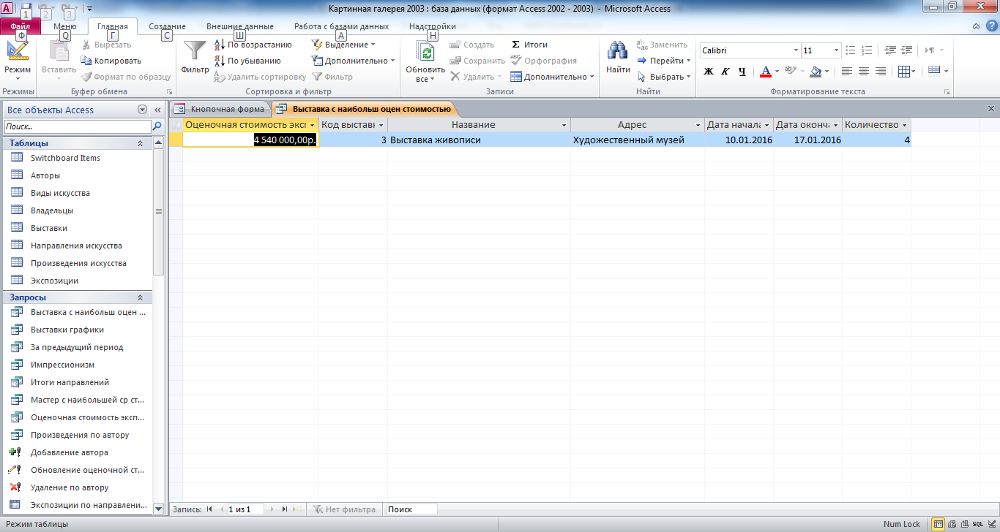 Картинная галерея 2003 : база данных (формат Access 2002 - 2003) - Microsoft Access
1 2 3
Файл Меню Главная Создание Внешние данные Работа с базами данных Надстройки
Ф Q Г С Ш А Н
Режим
Режимы
Вставить
Вырезать
Копировать
Формат по образцу
Буфер обмена
Фильтр
По возрастанию
По убыванию
Удалить сортировку
Выделение
Дополнительно
Фильтр
Сортировка и фильтр
Обновить
все
Создать
Сохранить
Удалить
Итоги
Орфография
Дополнительно
Записи
Найти
Заменить
Перейти
Выбрать
Найти
Calibri 11
Ж К Ч
Форматирование текста
Все объекты Access
Поиск...
Таблицы
Switchboard Items
Авторы
Виды искусства
Владельцы
Выставки
Направления искусства
Произведения искусства
Экспозиции
Запросы
Выставка с наибольш оцен ...
Выставки графики
За предыдущий период
Импрессионизм
Итоги направлений
Мастер с наибольшей ср ст...
Оценочная стоимость эксп...
Произведения по автору
Добавление автора
Обновление оценочной ст...
Удаление по автору
Экспозиции по направлени...
Кнопочная форма Выставка с наибольш оцен стоимостью
Оценочная стоимость эксг Код выставк Название Адрес Дата начала Дата оконча Количество
4 540 000,00р. 3 Выставка живописи Художественный музей 10.01.2016 17.01.2016 4
Запись: 1 из 1 Нет фильтра Поиск
Режим таблицы Num Lock SQL